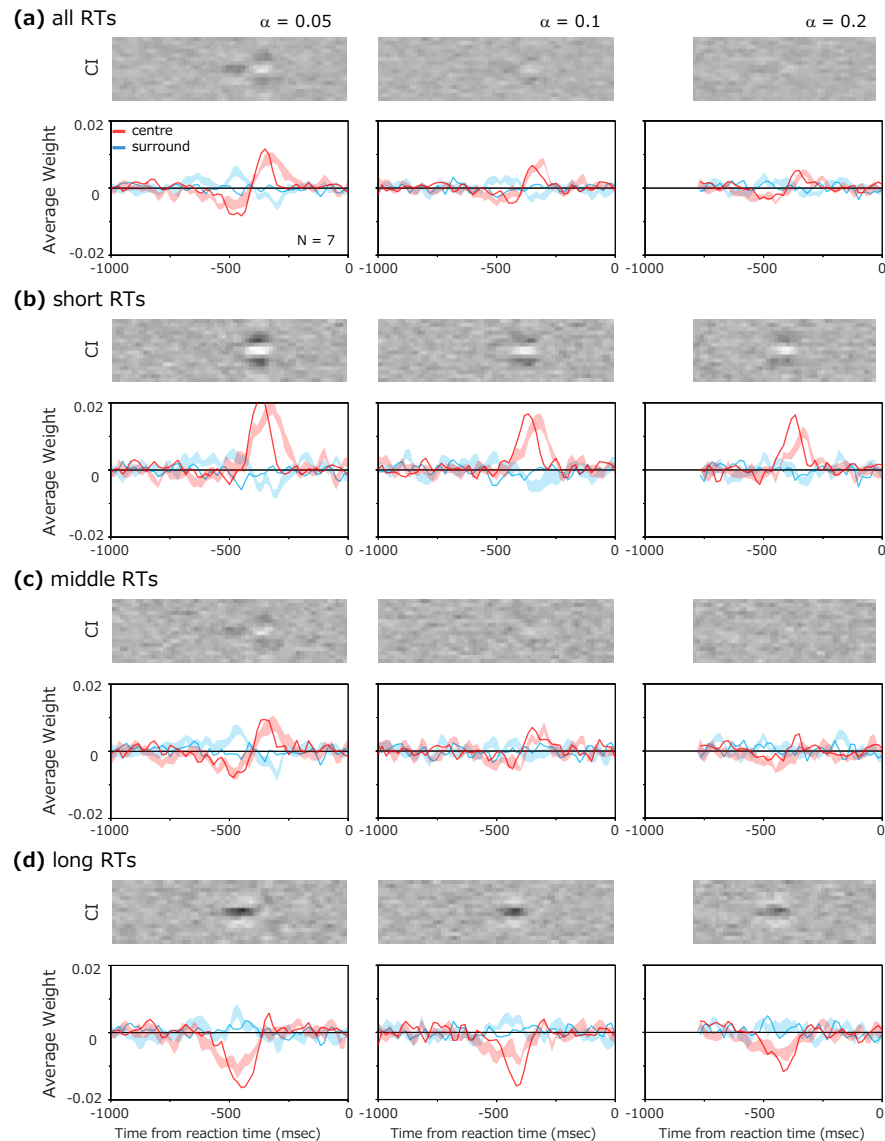 (a) all RTs
α = 0.05 α = 0.1 α = 0.2
CI
0.02
centre
surround
Average Weight
0
N = 7
-0.02
-1000 -500 0 -1000 -500 0 -1000 -500 0
(b) short RTs
CI
0.02
Average Weight
0
-0.02
-1000 -500 0 -1000 -500 0 -1000 -500 0
(c) middle RTs
CI
0.02
Average Weight
0
-0.02
-1000 -500 0 -1000 -500 0 -1000 -500 0
(d) long RTs
CI
0.02
Average Weight
0
-0.02
-1000 -500 0 -1000 -500 0 -1000 -500 0
Time from reaction time (msec) Time from reaction time (msec) Time from reaction time (msec)